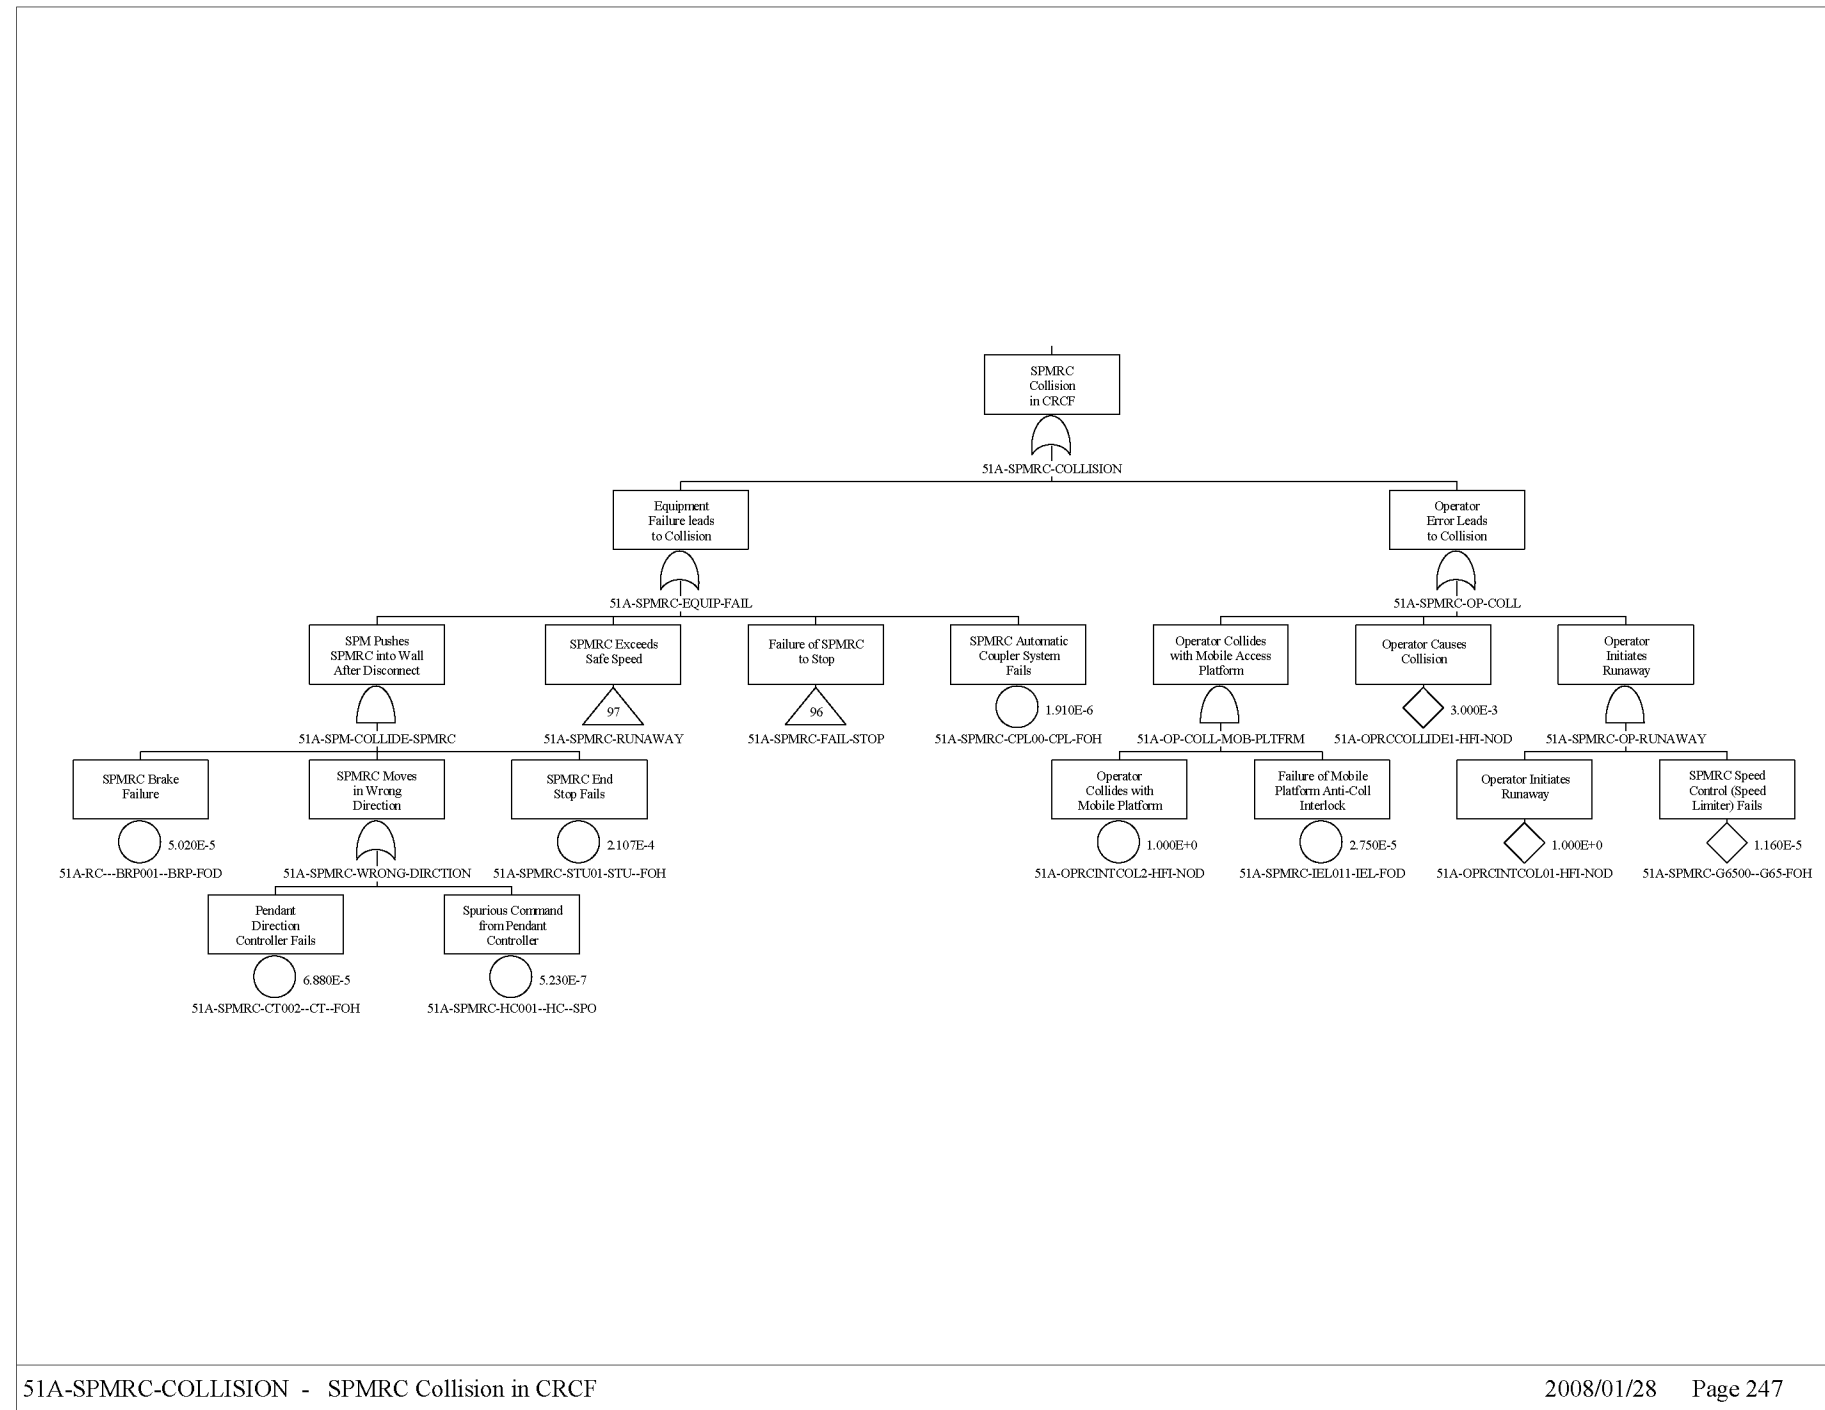 SPMRC
Collision
in CRCF
51A-SPMRC-COLLISION
Equipment
Failure leads
to Collision
51A-SPMRC-EQUIP-FAIL
Operator
Error Leads
to Collision
51A-SPMRC-OP-COLL
SPM Pushes
SPMRC into Wall
After Disconnect
51A-SPM-COLLIDE-SPMRC
SPMRC Exceeds
Safe Speed
97
51A-SPMRC-RUNAWAY
Failure of SPMRC
to Stop
96
51A-SPMRC-FAIL-STOP
SPMRC Automatic
Coupler System
Fails
1.910E-6
51A-SPMRC-CPL00-CPL-FOH
Operator Collides
with Mobile Access
Platform
51A-OP-COLL-MOB-PLTFRM
Operator Causes
Collision
3.000E-3
51A-OPRCCOLLIDE1-HFI-NOD
Operator
Initiates
Runaway
51A-SPMRC-OP-RUNAWAY
SPMRC Brake
Failure
5.020E-5
51A-RC---BRP001--BRP-FOD
SPMRC Moves
in Wrong
Direction
51A-SPMRC-WRONG-DIRCTION
SPMRC End
Stop Fails
2.107E-4
51A-SPMRC-STU01-STU--FOH
Operator
Collides with
Mobile Platform
1.000E+0
51A-OPRCINTCOL2-HFI-NOD
Failure of Mobile
Platform Anti-Coll
Interlock
2.750E-5
51A-SPMRC-IEL011-IEL-FOD
Operator Initiates
Runaway
1.000E+0
51A-OPRCINTCOL01-HFI-NOD
SPMRC Speed
Control (Speed
Limiter) Fails
1.160E-5
51A-SPMRC-G6500--G65-FOH
Pendant
Direction
Controller Fails
6.880E-5
51A-SPMRC-CT002--CT--FOH
Spurious Command
from Pendant
Controller
5.230E-7
51A-SPMRC-HC001--HC--SPO
51A-SPMRC-COLLISION - SPMRC Collision in CRCF
2008/01/28 Page 247